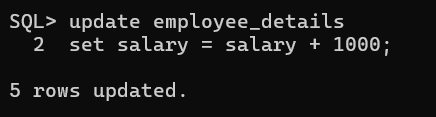 SQL> update employee_details
  2  set salary = salary + 1000;
5 rows updated.